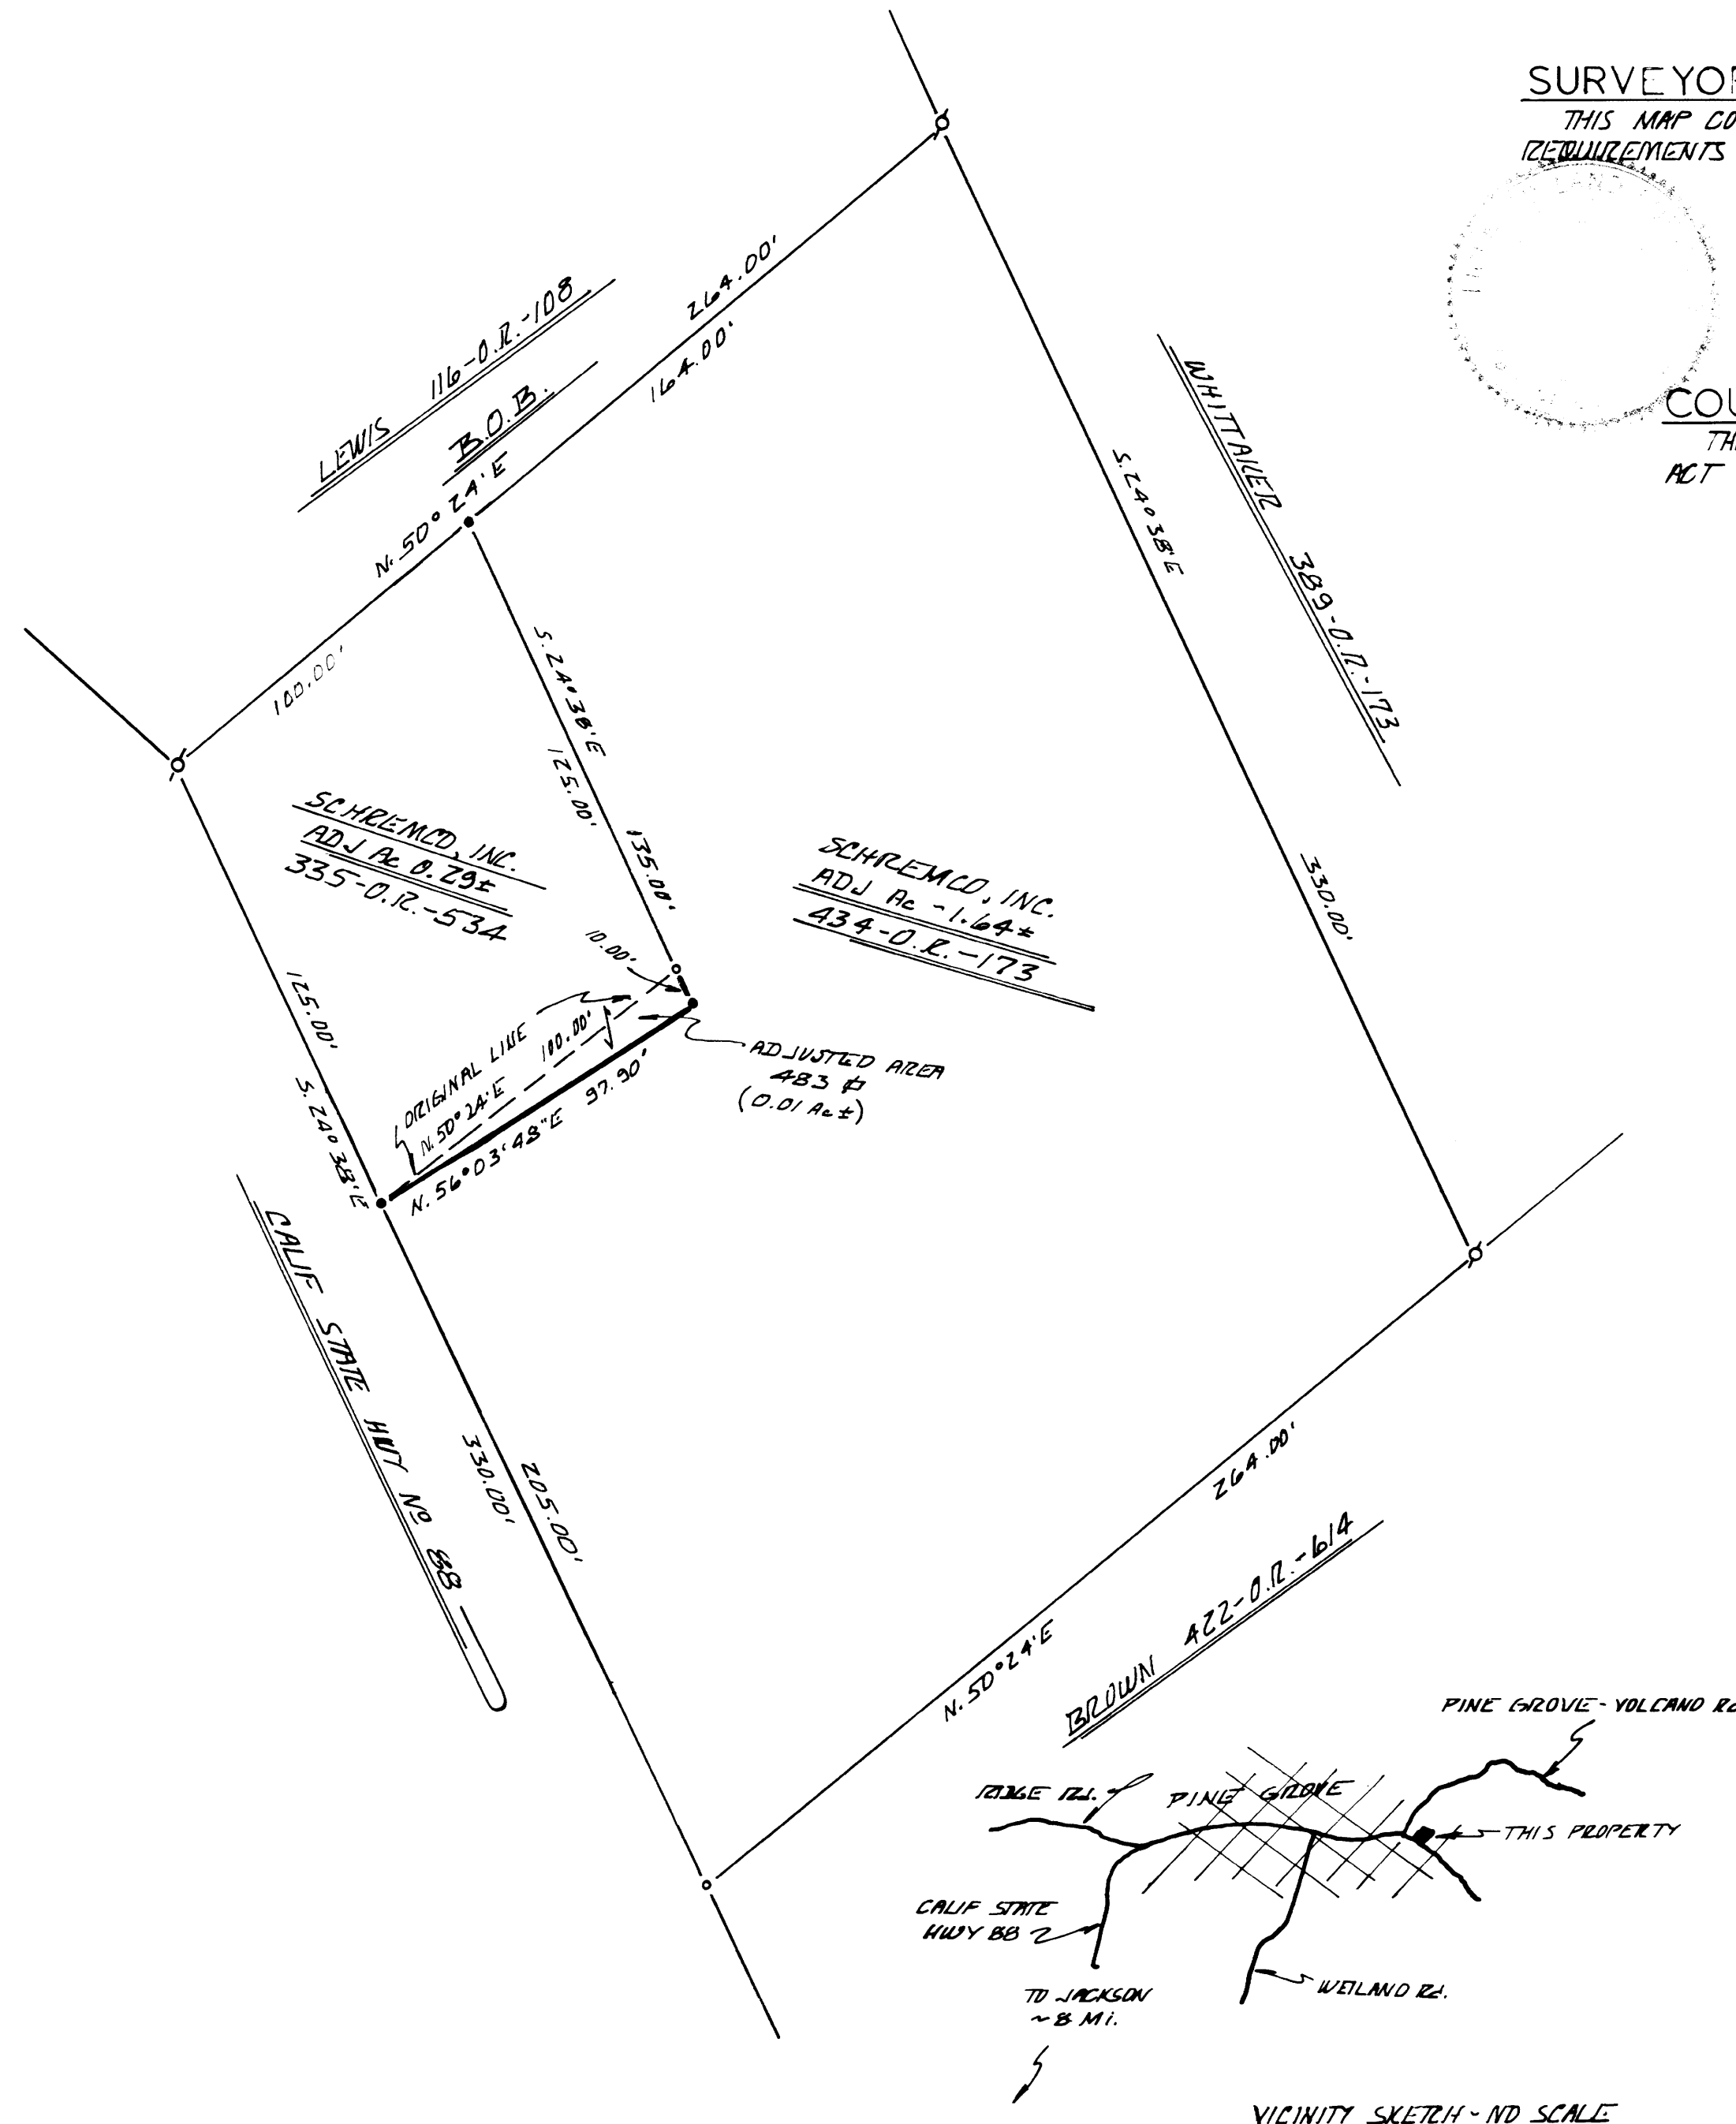 SURVEYOR
THIS MAP CO
REQUIREMENTS
LAND
COU
TH
ACT
LEWIS 116-O.R.-108
B.O.B.
N. 50° 24' E
264.00'
164.00'
100.00'
WHITTAKER 389-O.R.-173
S. 24° 38' E
330.00'
S. 24° 38' E
125.00'
135.00'
SCHREMCO, INC.
ADJ Ac 0.29±
335-O.R.-534
SCHREMCO, INC.
ADJ Ac -1.64±
434-O.R.-173
10.00'
ORIGINAL LINE
N. 50° 24' E 100.00'
N. 56° 03' 48" E 97.90'
ADJUSTED AREA
483 ⌗
(0.01 Ac ±)
125.00'
S. 24° 38' E
CALIF STATE HWY No 88
330.00'
205.00'
264.00'
N. 50° 24' E
BROWN 422-O.R.-614
PINE GROVE - VOLCANO Rd
RIDGE Rd.
PINE GROVE
THIS PROPERTY
CALIF STATE
HWY 88
WEILAND Rd.
TO JACKSON
~ 8 Mi.
VICINITY SKETCH - NO SCALE